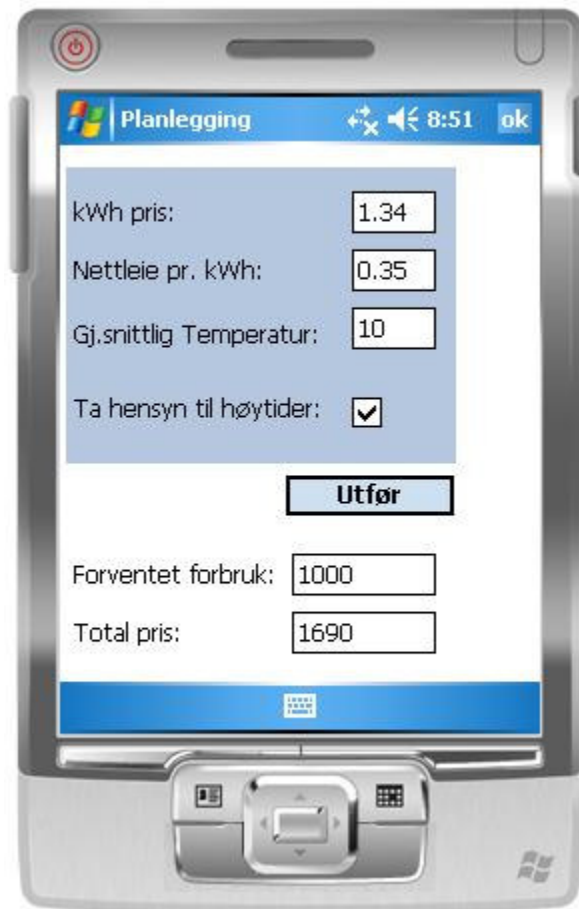 Planlegging 8:51 ok
kWh pris: 1.34
Nettleie pr. kWh: 0.35
Gj.snittlig Temperatur: 10
Ta hensyn til høytider:
Utfør
Forventet forbruk: 1000
Total pris: 1690